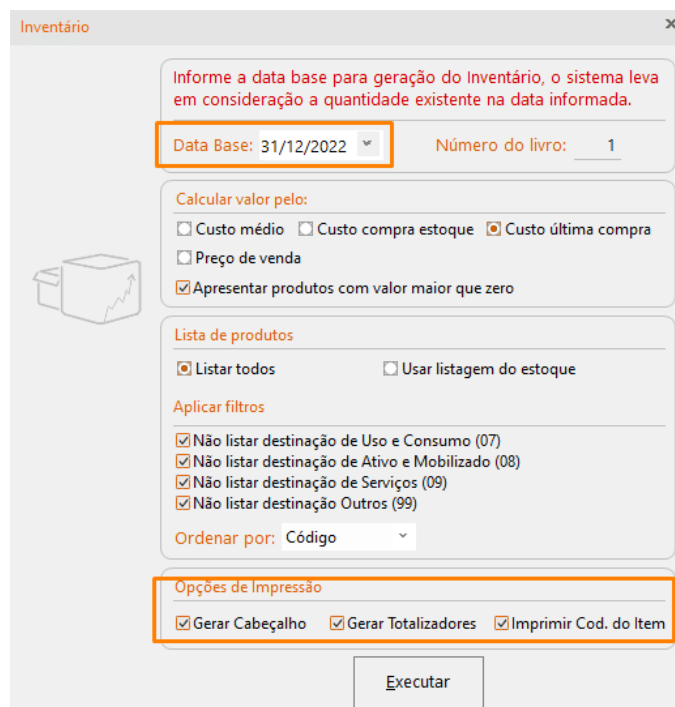 Inventário x
Informe a data base para geração do Inventário, o sistema leva
em consideração a quantidade existente na data informada.
Data Base: 31/12/2022 Número do livro: 1
Calcular valor pelo:
Custo médio Custo compra estoque Custo última compra
Preço de venda
Apresentar produtos com valor maior que zero
Lista de produtos
Listar todos Usar listagem do estoque
Aplicar filtros
Não listar destinação de Uso e Consumo (07)
Não listar destinação de Ativo e Mobilizado (08)
Não listar destinação de Serviços (09)
Não listar destinação Outros (99)
Ordenar por: Código
Opções de Impressão
Gerar Cabeçalho Gerar Totalizadores Imprimir Cod. do Item
Executar